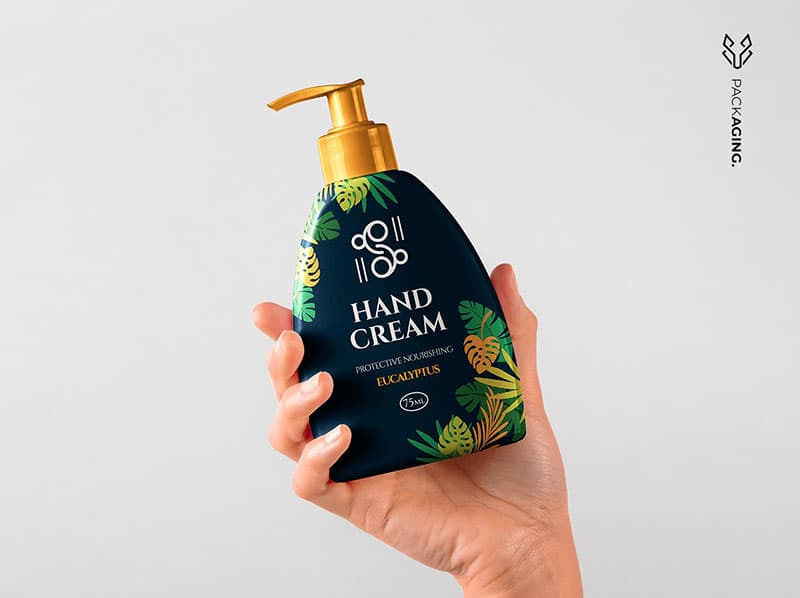 HAND
CREAM
PROTECTIVE NOURISHING
EUCALYPTUS
75ML
PACKAGING.